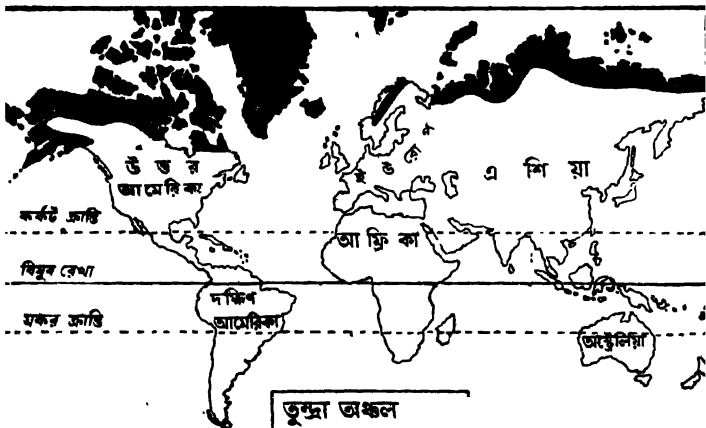 উত্তর
আমেরিকা
ইউরোপ
এশিয়া
কর্কট ক্রান্তি
আফ্রিকা
বিষুব রেখা
দক্ষিণ
আমেরিকা
মকর ক্রান্তি
অস্ট্রেলিয়া
তুন্দ্রা অঞ্চল